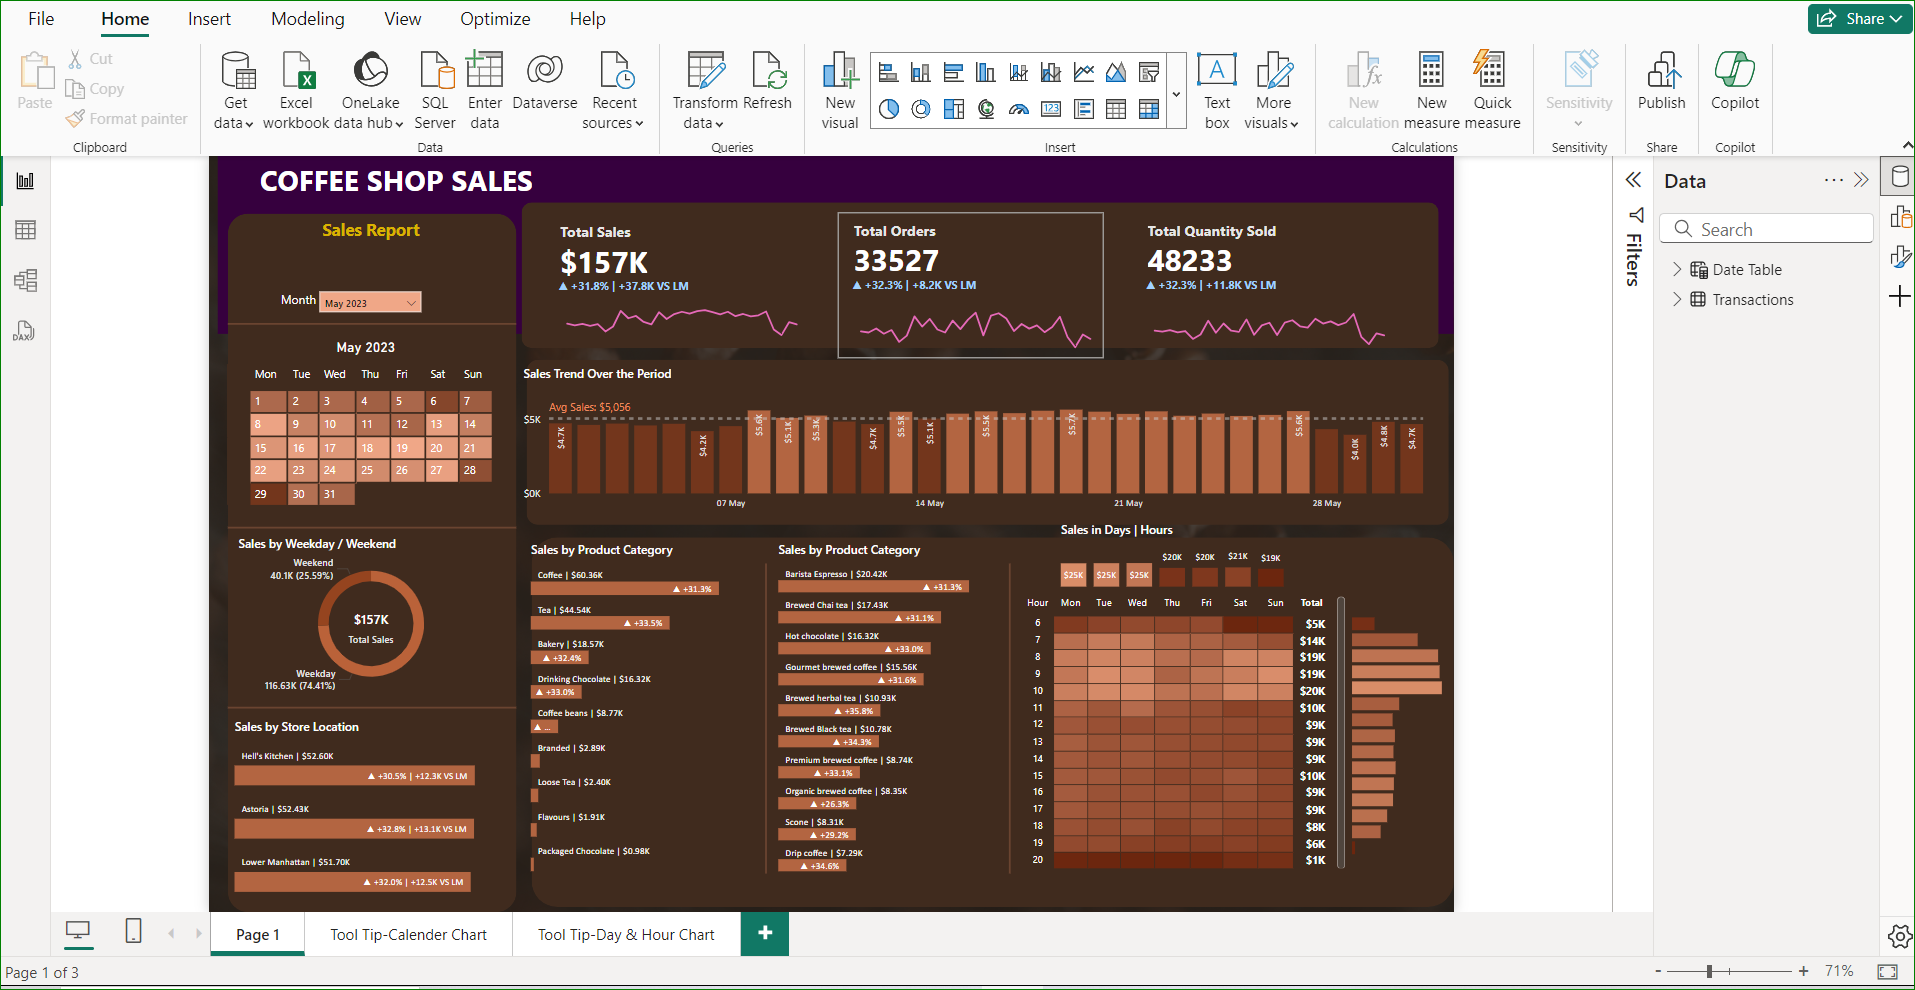 File Home Insert Modeling View Optimize Help Share
Paste
Cut
Copy
Format painter
Clipboard
Get data
Excel workbook
OneLake data hub
SQL Server
Enter data
Dataverse
Recent sources
Data
Transform data
Refresh
Queries
New visual
123
A
Text box
More visuals
Insert
New calculation
New measure
Quick measure
Calculations
Sensitivity
Sensitivity
Publish
Share
Copilot
Copilot
DAX
COFFEE SHOP SALES
Sales Report
Month May 2023
May 2023
Mon Tue Wed Thu Fri Sat Sun
1 2 3 4 5 6 7
8 9 10 11 12 13 14
15 16 17 18 19 20 21
22 23 24 25 26 27 28
29 30 31
Sales by Weekday / Weekend
Weekend
40.1K (25.59%)
$157K
Total Sales
Weekday
116.63K (74.41%)
Sales by Store Location
Hell's Kitchen | $52.60K
▲ +30.5% | +12.3K VS LM
Astoria | $52.43K
▲ +32.8% | +13.1K VS LM
Lower Manhattan | $51.70K
▲ +32.0% | +12.5K VS LM
Total Sales
$157K
▲ +31.8% | +37.8K VS LM
Total Orders
33527
▲ +32.3% | +8.2K VS LM
Total Quantity Sold
48233
▲ +32.3% | +11.8K VS LM
Sales Trend Over the Period
Avg Sales: $5,056
$5K
$4.7K $4.2K $5.6K $5.1K $5.3K $4.7K $5.5K $5.1K $5.5K $5.7K $5.6K $4.0K $4.8K $4.7K
$0K
07 May 14 May 21 May 28 May
Sales by Product Category
Coffee | $60.36K
▲ +31.3%
Tea | $44.54K
▲ +33.5%
Bakery | $18.57K
▲ +32.4%
Drinking Chocolate | $16.32K
▲ +33.0%
Coffee beans | $8.77K
▲ ...
Branded | $2.89K
Loose Tea | $2.40K
Flavours | $1.91K
Packaged Chocolate | $0.98K
Sales by Product Category
Barista Espresso | $20.42K
▲ +31.3%
Brewed Chai tea | $17.43K
▲ +31.1%
Hot chocolate | $16.32K
▲ +33.0%
Gourmet brewed coffee | $15.56K
▲ +31.6%
Brewed herbal tea | $10.93K
▲ +35.8%
Brewed Black tea | $10.78K
▲ +34.3%
Premium brewed coffee | $8.74K
▲ +33.1%
Organic brewed coffee | $8.35K
▲ +26.3%
Scone | $8.31K
▲ +29.2%
Drip coffee | $7.29K
▲ +34.6%
Sales in Days | Hours
$25K $25K $25K $20K $20K $21K $19K
Hour Mon Tue Wed Thu Fri Sat Sun Total
6 $5K
7 $14K
8 $19K
9 $19K
10 $20K
11 $10K
12 $9K
13 $9K
14 $9K
15 $10K
16 $9K
17 $9K
18 $8K
19 $6K
20 $1K
Filters
Data
Search
Date Table
Transactions
Page 1 Tool Tip-Calender Chart Tool Tip-Day & Hour Chart +
Page 1 of 3
- + 71%